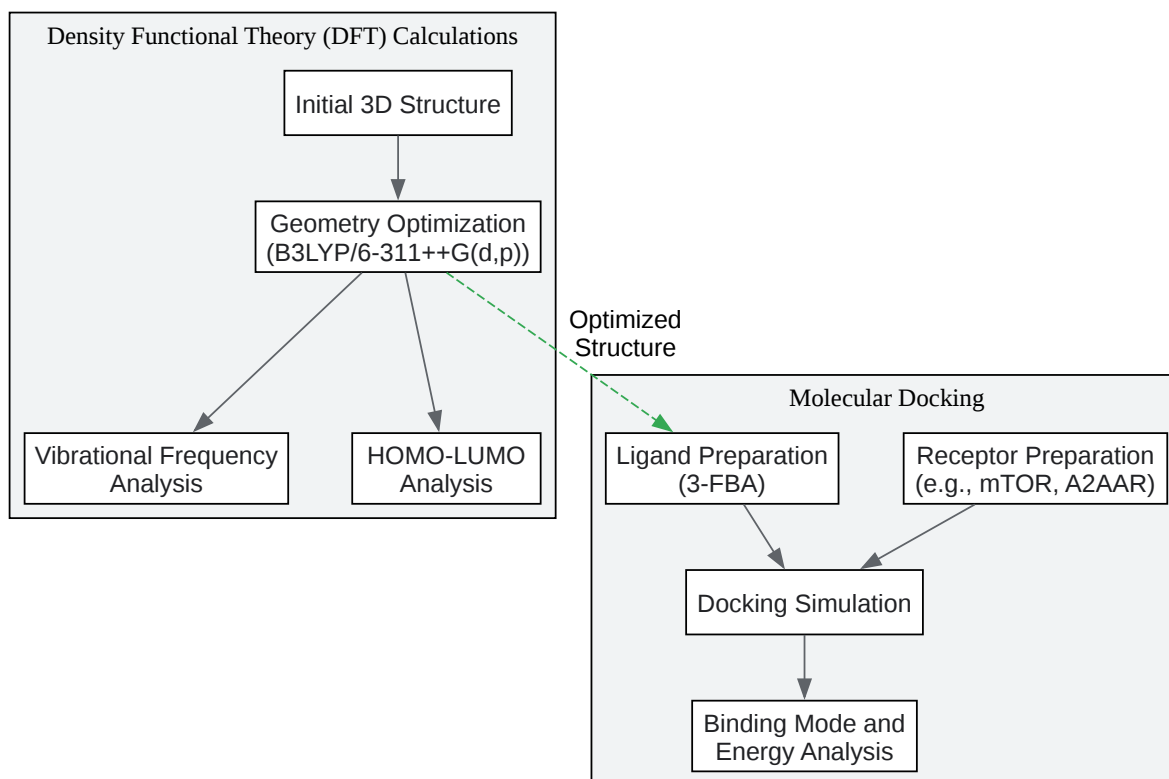 Density Functional Theory (DFT) Calculations
Initial 3D Structure
Geometry Optimization
(B3LYP/6-311++G(d,p))
Optimized
Structure
Vibrational Frequency
Analysis
HOMO-LUMO
Analysis
Molecular Docking
Ligand Preparation
(3-FBA)
Receptor Preparation
(e.g., mTOR, A2AAR)
Docking Simulation
Binding Mode and
Energy Analysis